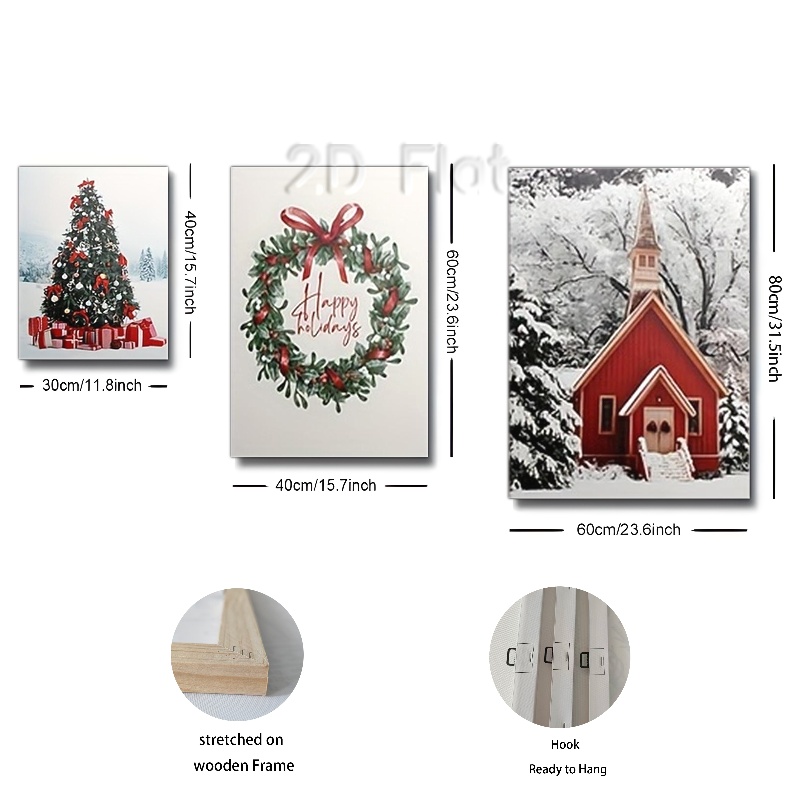 2.D Flat
40cm/15.7inch
30cm/11.8inch
Happy
holidays
60cm/23.6inch
40cm/15.7inch
80cm/31.5inch
60cm/23.6inch
stretched on
wooden Frame
Hook
Ready to Hang